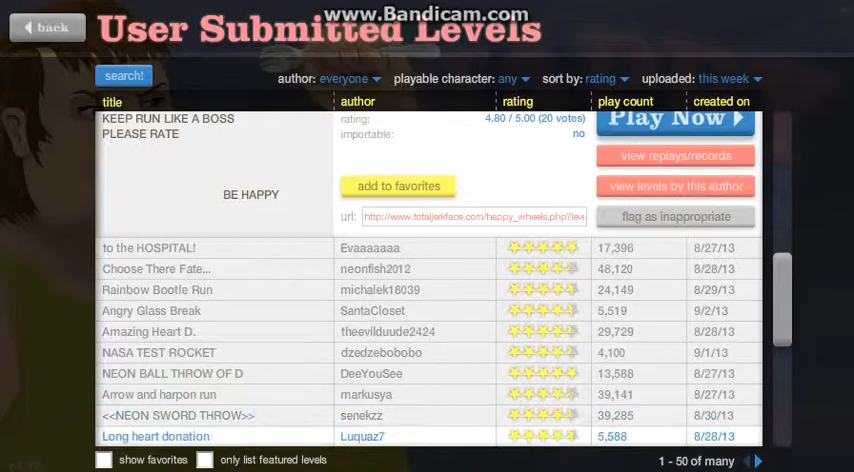 www.Bandicam.com
back
User Submitted Levels
search!
author: everyone playable character: any sort by: rating uploaded: this week
title author rating play count created on
KEEP RUN LIKE A BOSS
PLEASE RATE
BE HAPPY
rating: 4.80 / 5.00 (20 votes)
importable: no
Play Now
view replays/records
add to favorites
view levels by this author
url: http://www.totaljerkface.com/happy_wheels.php?leve
flag as inappropriate
to the HOSPITAL! Evaaaaaaa 17,396 8/27/13
Choose There Fate... neonfish2012 48,120 8/28/13
Rainbow Bootle Run michalek16039 24,149 8/29/13
Angry Glass Break SantaCloset 5,519 9/2/13
Amazing Heart D. theevilduude2424 29,729 8/28/13
NASA TEST ROCKET dzedzebobobo 4,100 9/1/13
NEON BALL THROW OF D DeeYouSee 13,588 8/27/13
Arrow and harpon run markusya 39,141 8/27/13
<<NEON SWORD THROW>> senekzz 39,285 8/30/13
Long heart donation Luquaz7 5,588 8/28/13
show favorites only list featured levels 1 - 50 of many